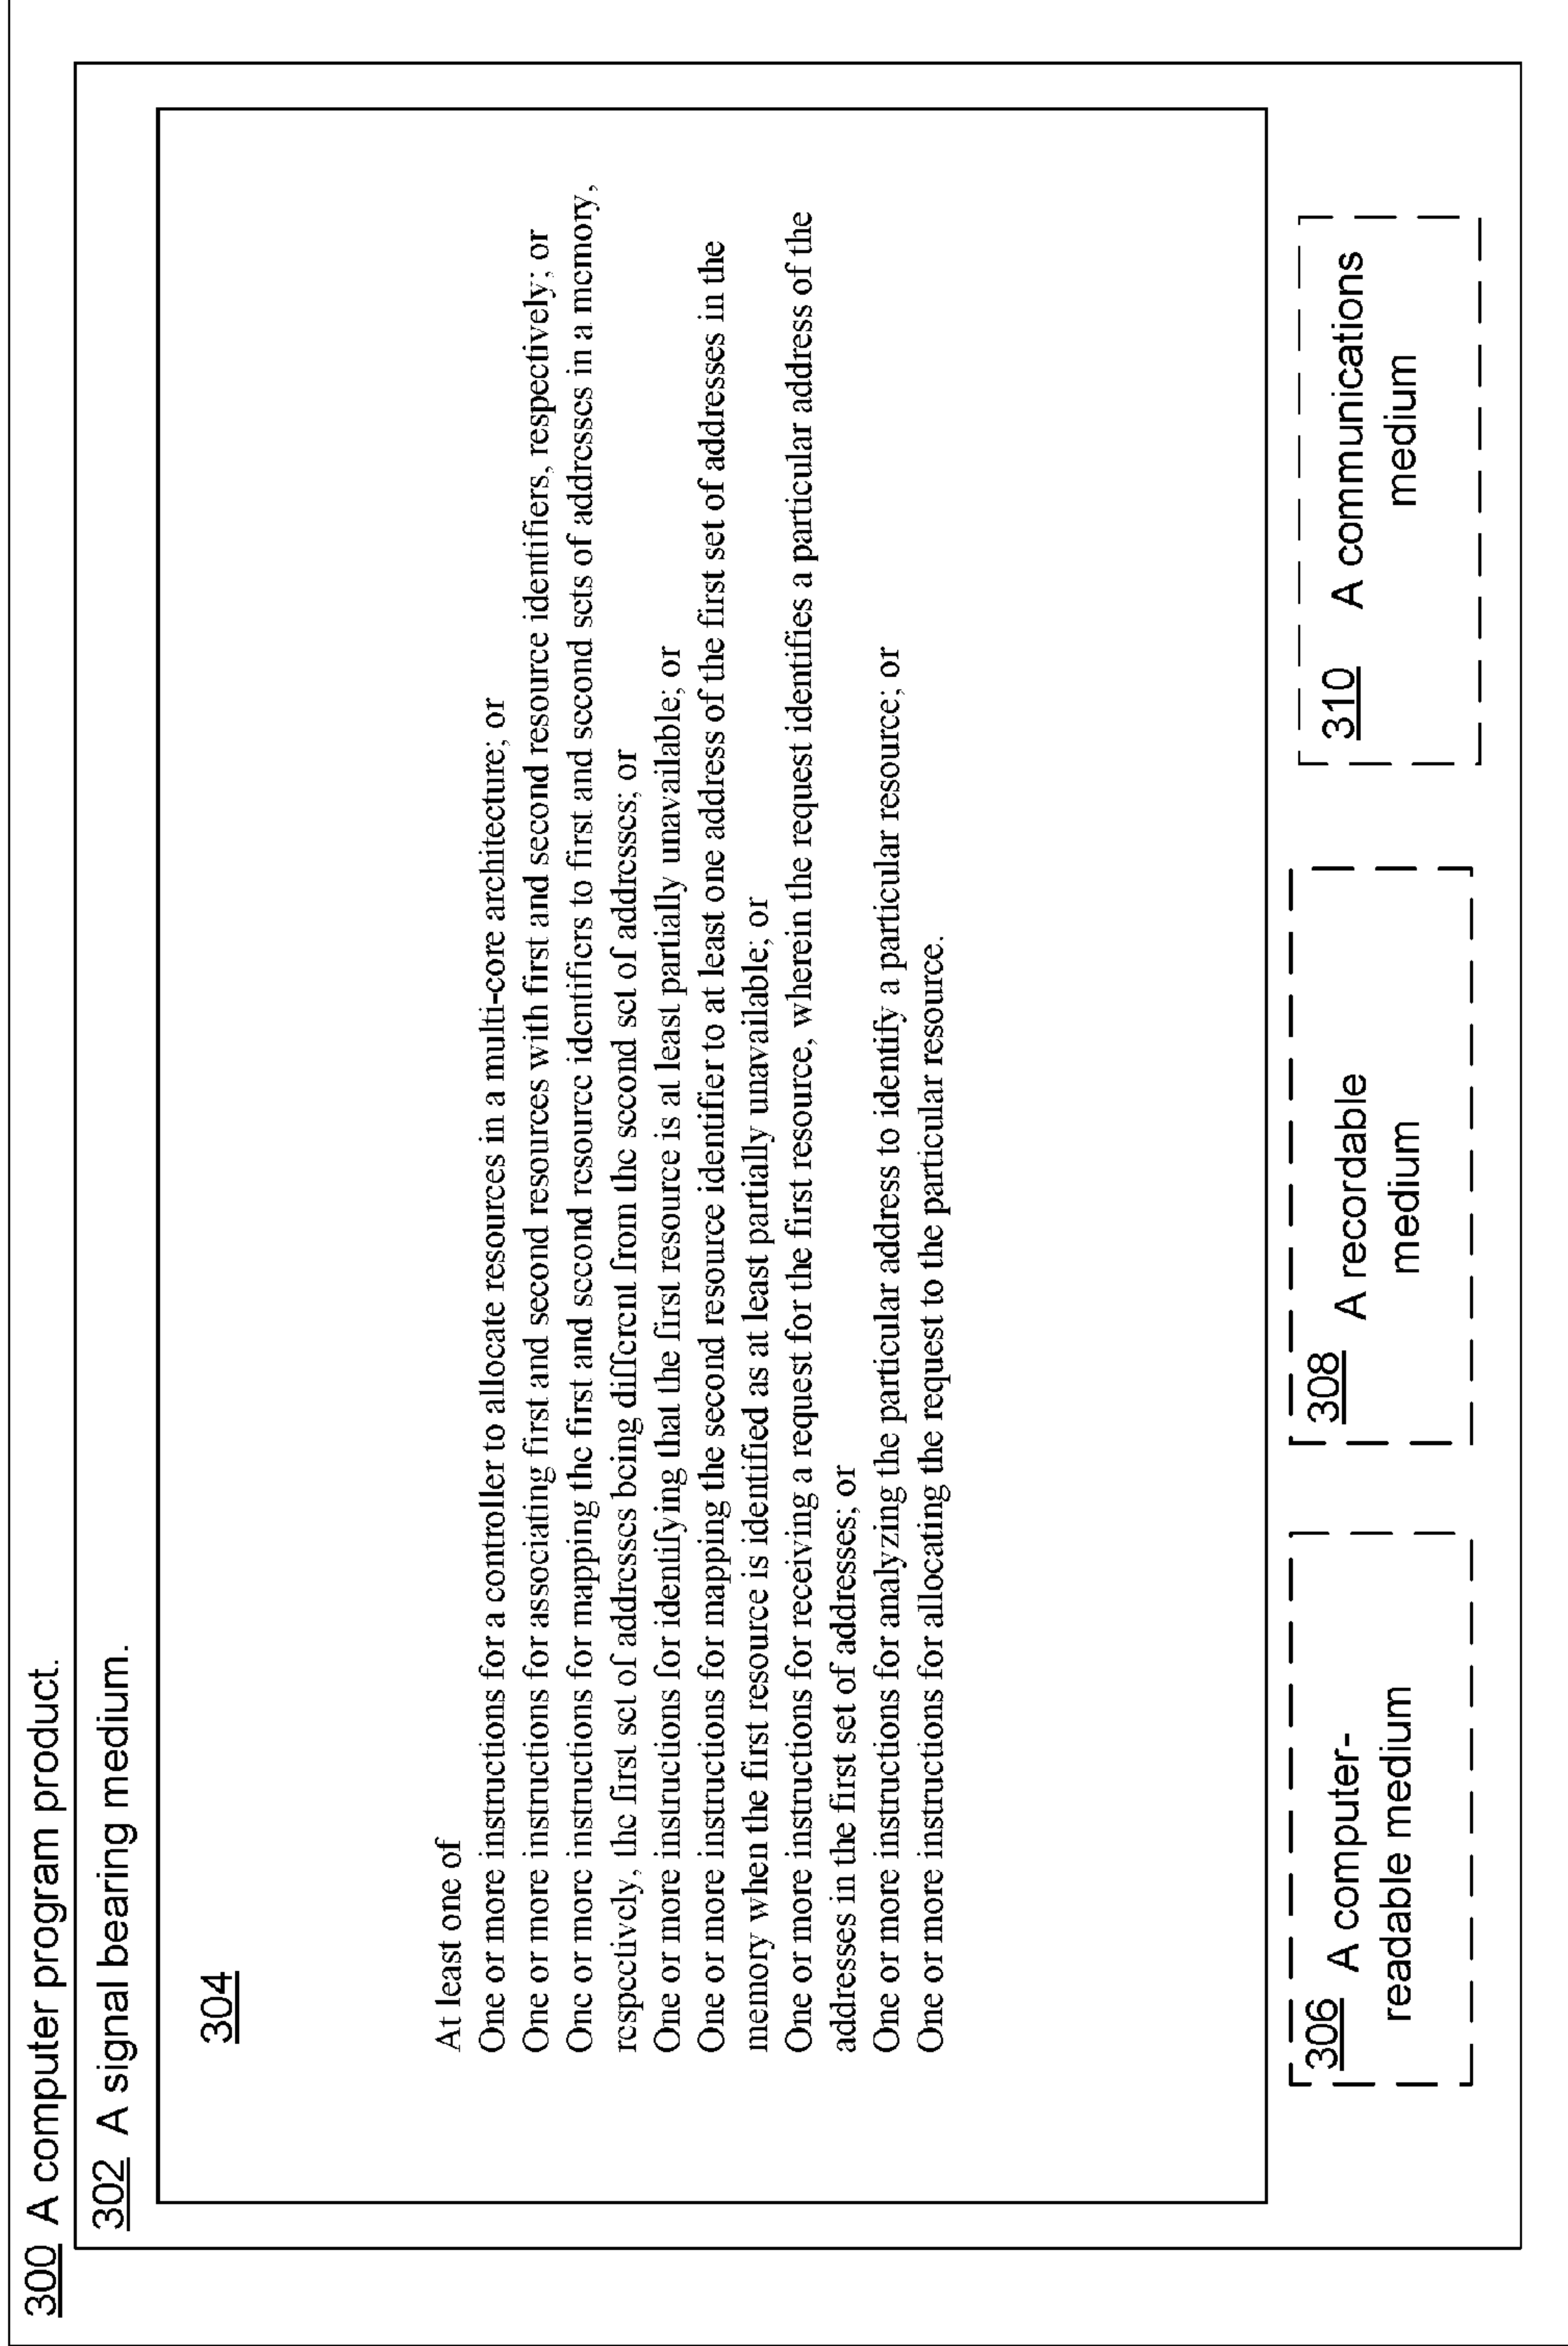 300 A computer program product.
302 A signal bearing medium.
304
At least one of
One or more instructions for a controller to allocate resources in a multi-core architecture; or
One or more instructions for associating first and second resources with first and second resource identifiers, respectively; or
One or more instructions for mapping the first and second resource identifiers to first and second sets of addresses in a memory,
respectively, the first set of addresses being different from the second set of addresses; or
One or more instructions for identifying that the first resource is at least partially unavailable; or
One or more instructions for mapping the second resource identifier to at least one address of the first set of addresses in the
memory when the first resource is identified as at least partially unavailable; or
One or more instructions for receiving a request for the first resource, wherein the request identifies a particular address of the
addresses in the first set of addresses; or
One or more instructions for analyzing the particular address to identify a particular resource; or
One or more instructions for allocating the request to the particular resource.
306 A computer-
readable medium
308 A recordable
medium
310 A communications
medium